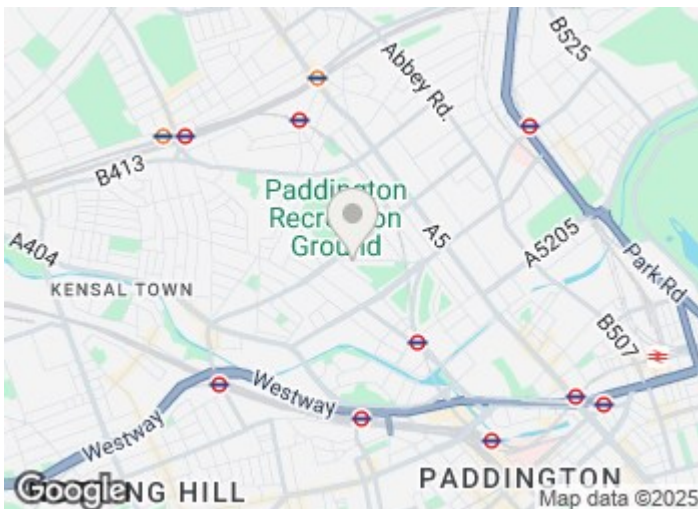 B525
Abbey Rd.
B413
Paddington
Recreation
Ground
A5
A404
A5205
Park Rd
KENSAL TOWN
B507
Westway
Westway
PADDINGTON
Google
NG HILL
Map data ©2025